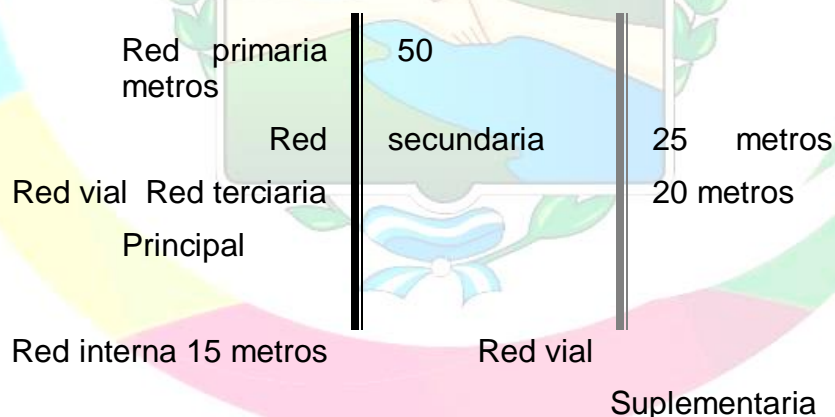 Red primaria 50
metros
Red secundaria 25 metros
Red vial Red terciaria 20 metros
Principal
Red interna 15 metros Red vial
Suplementaria